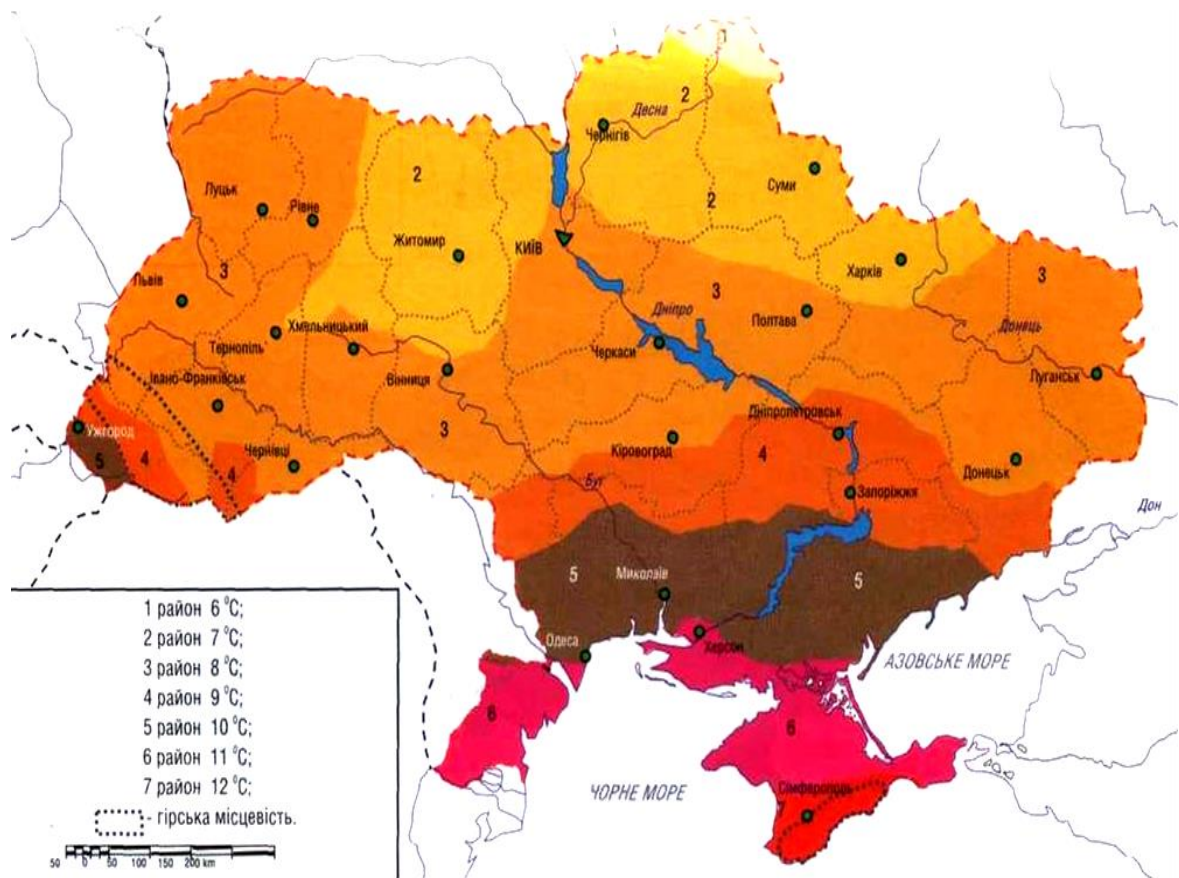 1
2
Десна
Чернігів
2
Суми
2
3
Луцьк
Рівне
Житомир
КИЇВ
Харків
3
3
Львів
3
Дніпро
Полтава
Донець
Хмельницький
Тернопіль
Черкаси
Вінниця
Луганськ
Івано-Франківськ
Дніпропетровськ
Ужгород
3
Кіровоград
4
5
4
4
Чернівці
Донецьк
Буг
Запоріжжя
Дон
5
Миколаїв
5
Одеса
Херсон
АЗОВСЬКЕ МОРЕ
6
6
ЧОРНЕ МОРЕ
Сімферополь
1 район 6 °C;
2 район 7 °C;
3 район 8 °C;
4 район 9 °C;
5 район 10 °C;
6 район 11 °C;
7 район 12 °C;
- гірська місцевість.
50 0 50 100 150 200 km